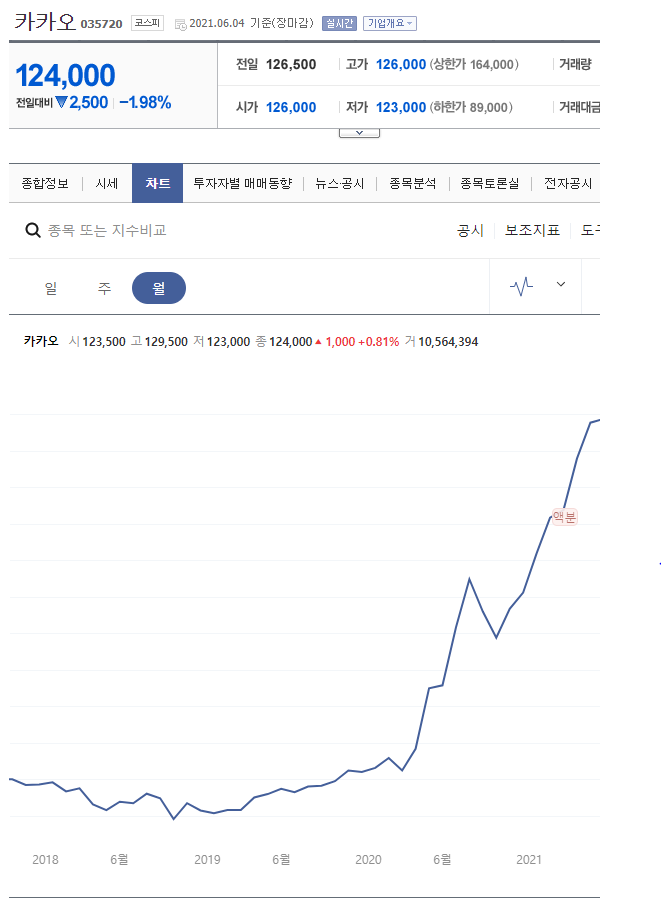 카카오 035720 코스피 2021.06.04 기준(장마감) 실시간 기업개요
124,000
전일대비 ▼2,500 -1.98%
전일 126,500 고가 126,000 (상한가 164,000) 거래량
시가 126,000 저가 123,000 (하한가 89,000) 거래대금
종합정보 시세 차트 투자자별 매매동향 뉴스·공시 종목분석 종목토론실 전자공시
종목 또는 지수비교 공시 보조지표
일 주 월
카카오 시 123,500 고 129,500 저 123,000 종 124,000 ▲ 1,000 +0.81% 거 10,564,394
액분
2018 6월 2019 6월 2020 6월 2021